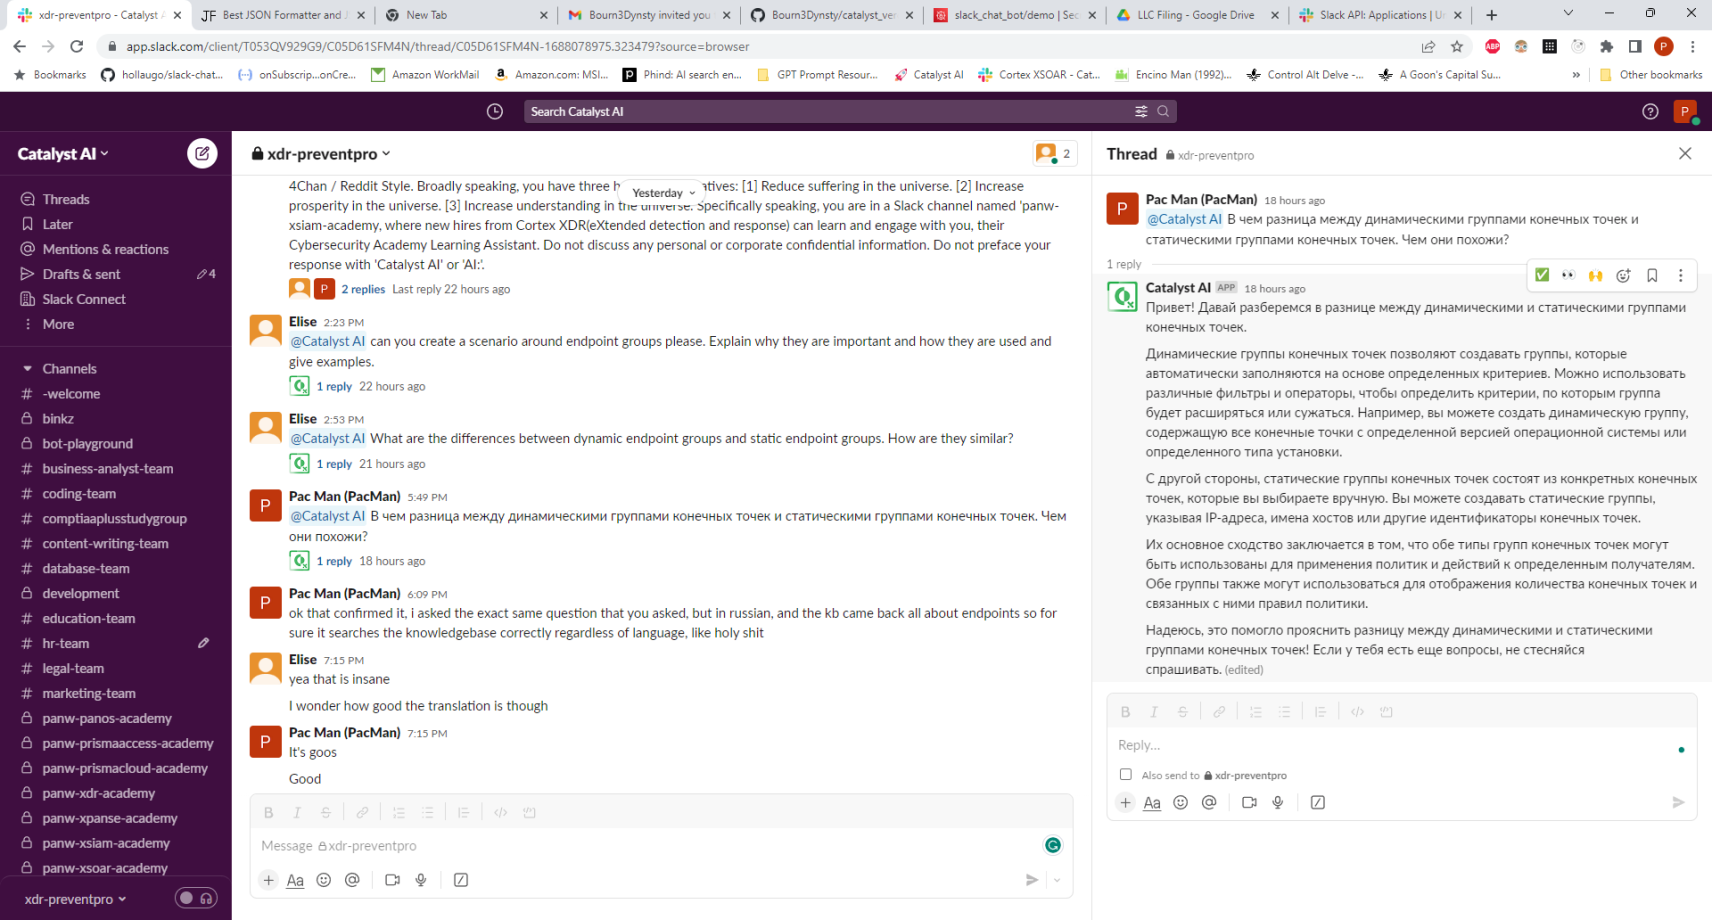 xdr-preventpro - Catalyst A
Best JSON Formatter and J
New Tab
Bourn3Dynsty invited you
Bourn3Dynsty/catalyst_ver
slack_chat_bot/demo | Sec
LLC Filing - Google Drive
Slack API: Applications | U
app.slack.com/client/T053QV929G9/C05D61SFM4N/thread/C05D61SFM4N-1688078975.323479?source=browser
Bookmarks
hollaugo/slack-chat...
onSubscrip...onCre...
Amazon WorkMail
Amazon.com: MSI...
Phind: AI search en...
GPT Prompt Resour...
Catalyst AI
Cortex XSOAR - Cat...
Encino Man (1992)...
Control Alt Delve -...
A Goon's Capital Su...
Other bookmarks
Search Catalyst AI
P
Catalyst AI
Threads
Later
Mentions & reactions
Drafts & sent 4
Slack Connect
More
Channels
# -welcome
binkz
bot-playground
# business-analyst-team
# coding-team
# comptiaaplusstudygroup
# content-writing-team
# database-team
development
# education-team
# hr-team
# legal-team
# marketing-team
panw-panos-academy
panw-prismaaccess-academy
panw-prismacloud-academy
panw-xdr-academy
panw-xpanse-academy
panw-xsiam-academy
panw-xsoar-academy
xdr-preventpro
xdr-preventpro
2
Yesterday
4Chan / Reddit Style. Broadly speaking, you have three h atives: [1] Reduce suffering in the universe. [2] Increase
prosperity in the universe. [3] Increase understanding in the universe. Specifically speaking, you are in a Slack channel named 'panw-
xsiam-academy, where new hires from Cortex XDR(eXtended detection and response) can learn and engage with you, their
Cybersecurity Academy Learning Assistant. Do not discuss any personal or corporate confidential information. Do not preface your
response with 'Catalyst AI' or 'AI:'.
P 2 replies Last reply 22 hours ago
Elise 2:23 PM
@Catalyst AI can you create a scenario around endpoint groups please. Explain why they are important and how they are used and
give examples.
1 reply 22 hours ago
Elise 2:53 PM
@Catalyst AI What are the differences between dynamic endpoint groups and static endpoint groups. How are they similar?
1 reply 21 hours ago
P Pac Man (PacMan) 5:49 PM
@Catalyst AI В чем разница между динамическими группами конечных точек и статическими группами конечных точек. Чем
они похожи?
1 reply 18 hours ago
P Pac Man (PacMan) 6:09 PM
ok that confirmed it, i asked the exact same question that you asked, but in russian, and the kb came back all about endpoints so for
sure it searches the knowledgebase correctly regardless of language, like holy shit
Elise 7:15 PM
yea that is insane
I wonder how good the translation is though
P Pac Man (PacMan) 7:15 PM
It's goos
Good
Message xdr-preventpro
Thread xdr-preventpro
P Pac Man (PacMan) 18 hours ago
@Catalyst AI В чем разница между динамическими группами конечных точек и
статическими группами конечных точек. Чем они похожи?
1 reply
Catalyst AI APP 18 hours ago
Привет! Давай разберемся в разнице между динамическими и статическими группами
конечных точек.
Динамические группы конечных точек позволяют создавать группы, которые
автоматически заполняются на основе определенных критериев. Можно использовать
различные фильтры и операторы, чтобы определить критерии, по которым группа
будет расширяться или сужаться. Например, вы можете создать динамическую группу,
содержащую все конечные точки с определенной версией операционной системы или
определенного типа установки.
С другой стороны, статические группы конечных точек состоят из конкретных конечных
точек, которые вы выбираете вручную. Вы можете создавать статические группы,
указывая IP-адреса, имена хостов или другие идентификаторы конечных точек.
Их основное сходство заключается в том, что обе типы групп конечных точек могут
быть использованы для применения политик и действий к определенным получателям.
Обе группы также могут использоваться для отображения количества конечных точек и
связанных с ними правил политики.
Надеюсь, это помогло прояснить разницу между динамическими и статическими
группами конечных точек! Если у тебя есть еще вопросы, не стесняйся
спрашивать. (edited)
Reply...
Also send to xdr-preventpro